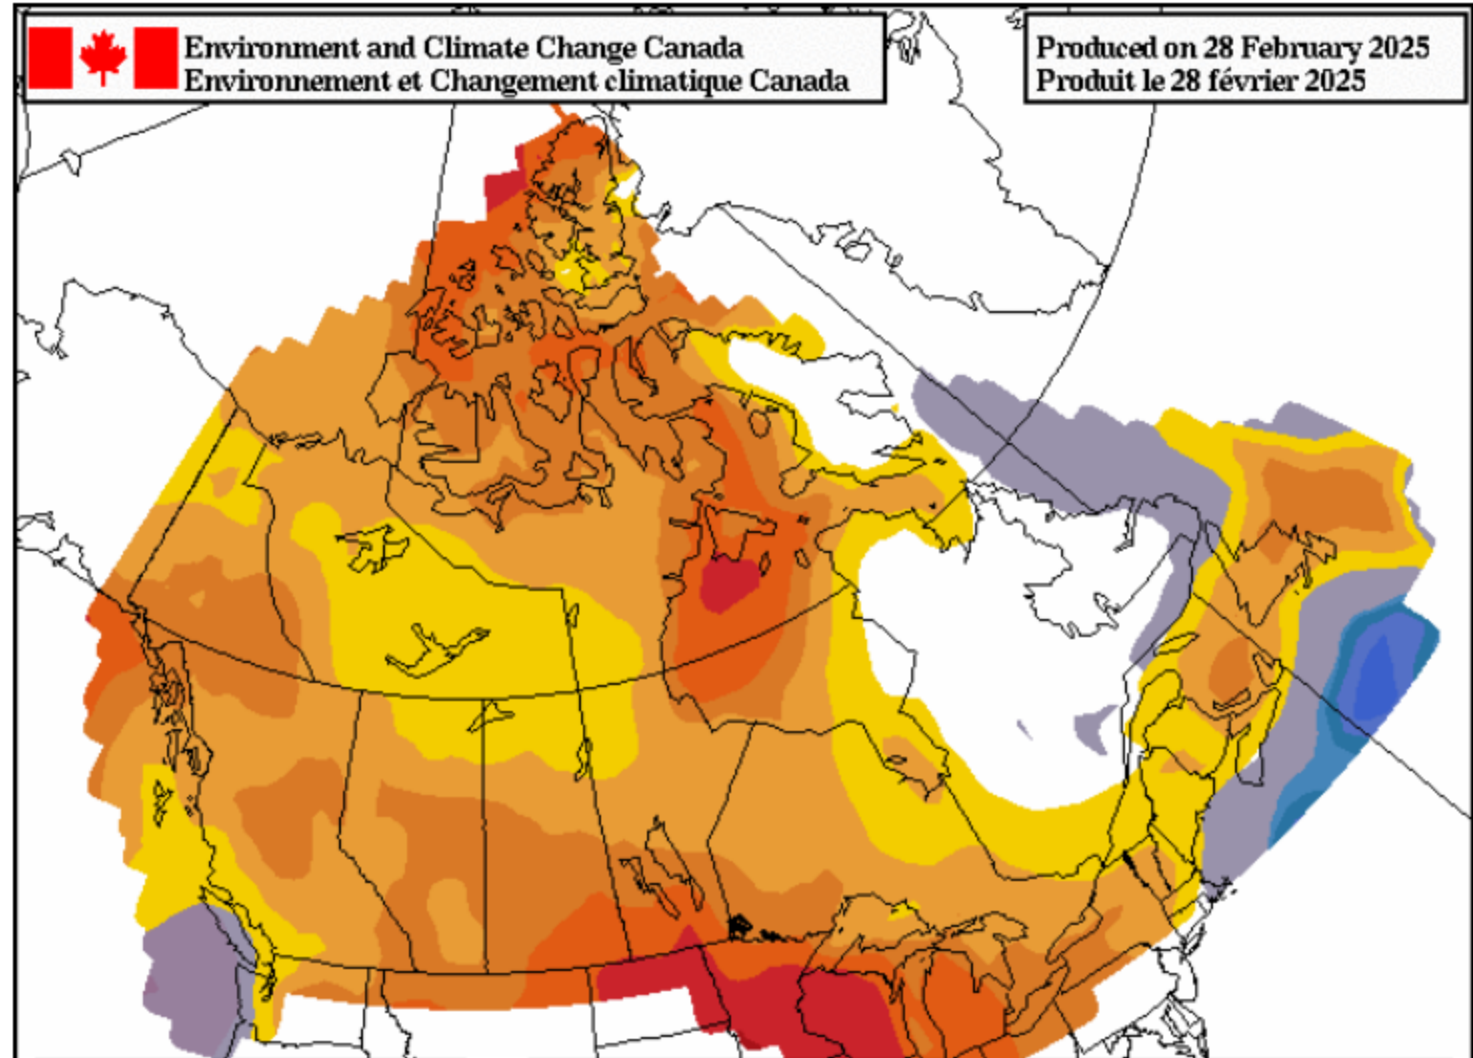 Environment and Climate Change Canada
Environnement et Changement climatique Canada
Produced on 28 February 2025
Produit le 28 février 2025